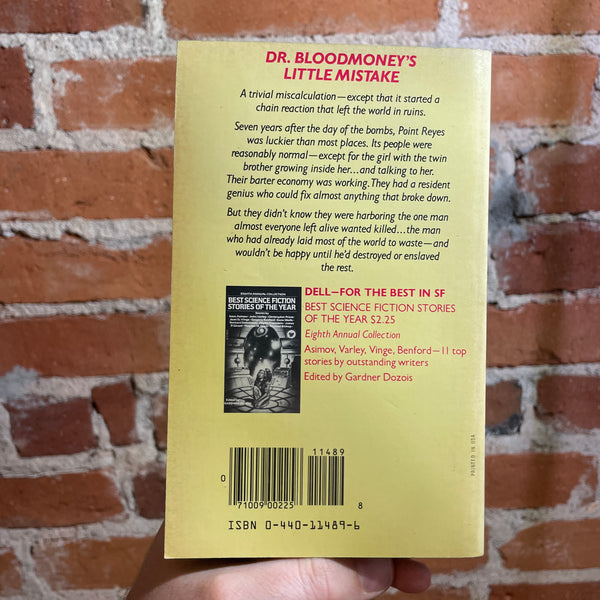 DR. BLOODMONEY'S
LITTLE MISTAKE
A trivial miscalculation—except that it started a
chain reaction that left the world in ruins.
Seven years after the day of the bombs, Point Reyes
was luckier than most places. Its people were
reasonably normal—except for the girl with the twin
brother growing inside her...and talking to her.
Their barter economy was working. They had a resident
genius who could fix almost anything that broke down.
But they didn't know they were harboring the one man
almost everyone left alive wanted killed...the man
who had already laid most of the world to waste—and
wouldn't be happy until he'd destroyed or enslaved
the rest.
EIGHTH ANNUAL COLLECTION
BEST SCIENCE FICTION
STORIES OF THE YEAR
DELL—FOR THE BEST IN SF
BEST SCIENCE FICTION STORIES
OF THE YEAR $2.25
Eighth Annual Collection
Asimov, Varley, Vinge, Benford—11 top
stories by outstanding writers
Edited by Gardner Dozois
PRINTED IN USA
11489
0
71009 00225
8
ISBN 0-440-11489-6